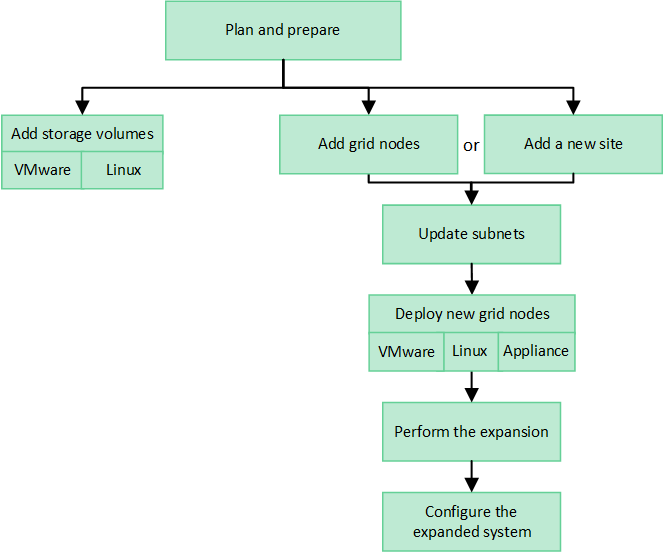 Plan and prepare
Add storage volumes
VMware
Linux
Add grid nodes
or
Add a new site
Update subnets
Deploy new grid nodes
VMware
Linux
Appliance
Perform the expansion
Configure the
expanded system